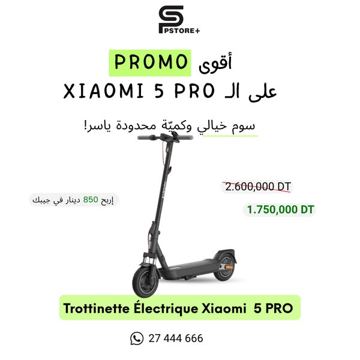 PSTORE+
أقوى PROMO
على الـ XIAOMI 5 PRO
سوم خيالي وكميّة محدودة ياسر!
2.600,000 DT
إربح 850 دينار في جيبك
1.750,000 DT
Trottinette Électrique Xiaomi 5 PRO
27 444 666